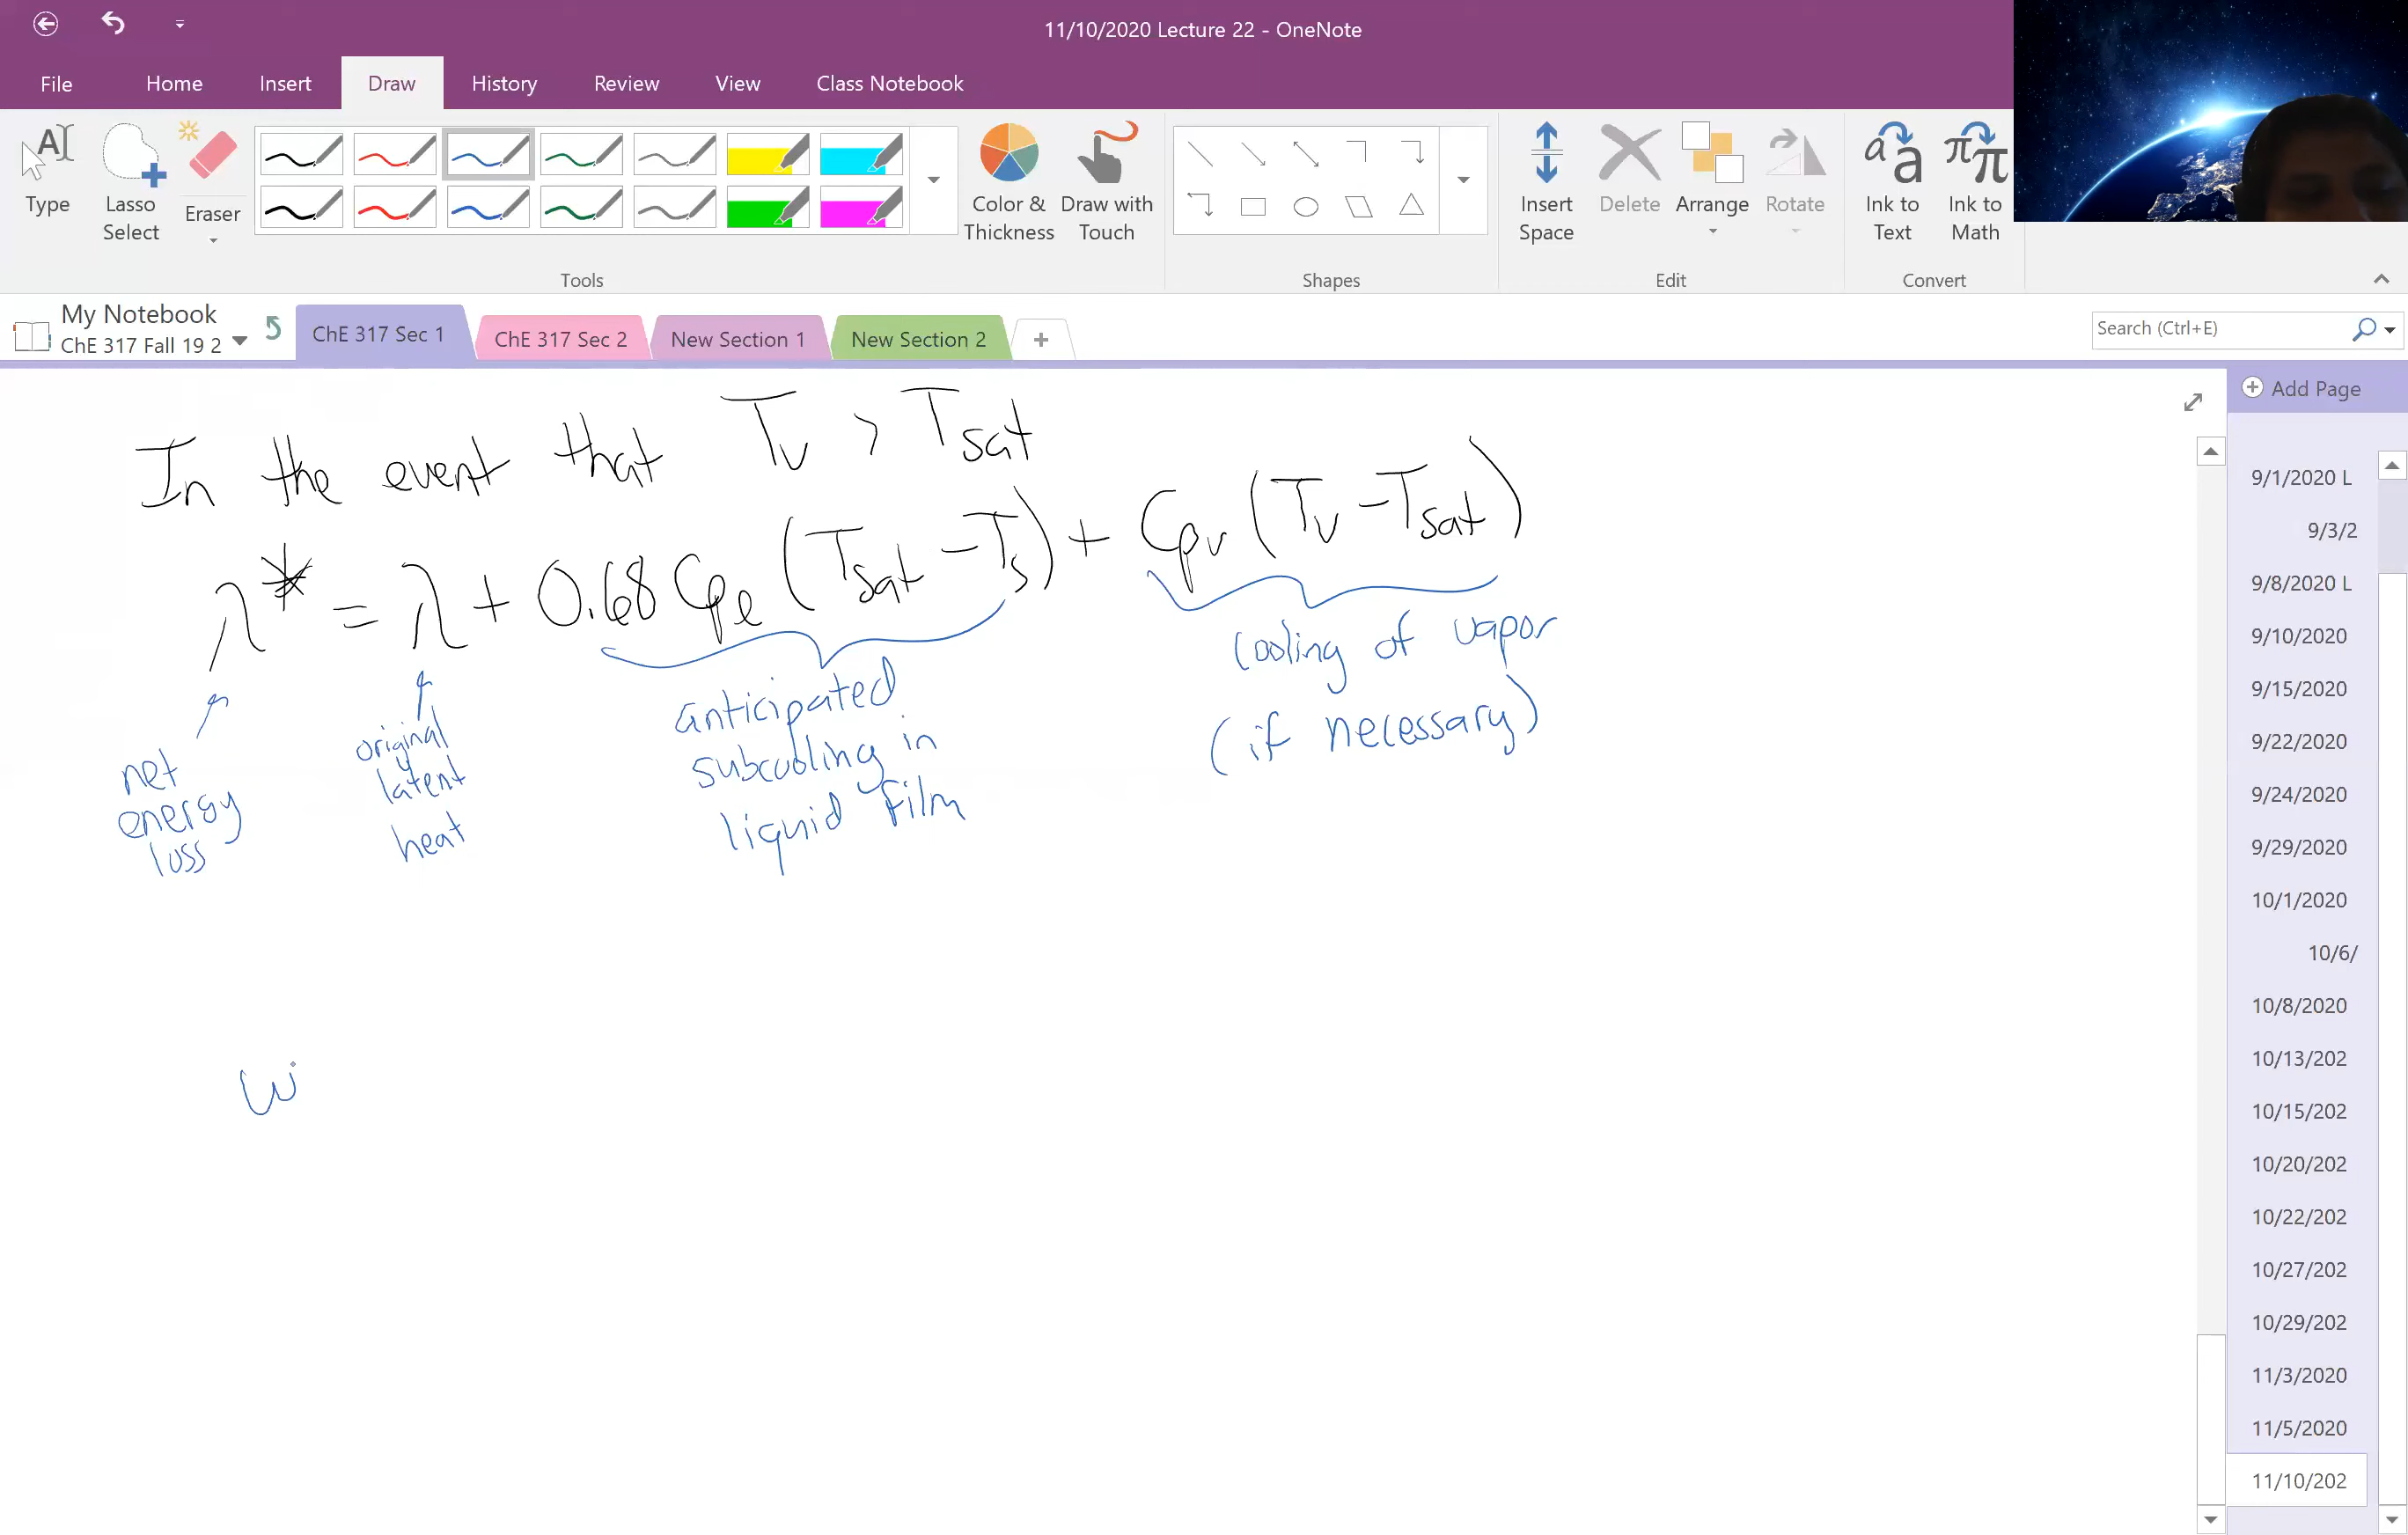 11/10/2020 Lecture 22 - OneNote
File Home Insert Draw History Review View Class Notebook
Type
Lasso Select
Eraser
Color & Thickness
Draw with Touch
Insert Space
Delete
Arrange
Rotate
Ink to Text
Ink to Math
Tools
Shapes
Edit
Convert
My Notebook
ChE 317 Fall 19 2
ChE 317 Sec 1
ChE 317 Sec 2
New Section 1
New Section 2
+
Search (Ctrl+E)
In the event that Tv > Tsat
λ* = λ + 0.68 Cpl (Tsat - Ts) + Cpv (Tv - Tsat)
net
energy
loss
original
latent
heat
anticipated
subcooling in
liquid film
cooling of vapor
(if necessary)
wi
Add Page
9/1/2020 L
9/3/2
9/8/2020 L
9/10/2020
9/15/2020
9/22/2020
9/24/2020
9/29/2020
10/1/2020
10/6/
10/8/2020
10/13/202
10/15/202
10/20/202
10/22/202
10/27/202
10/29/202
11/3/2020
11/5/2020
11/10/202